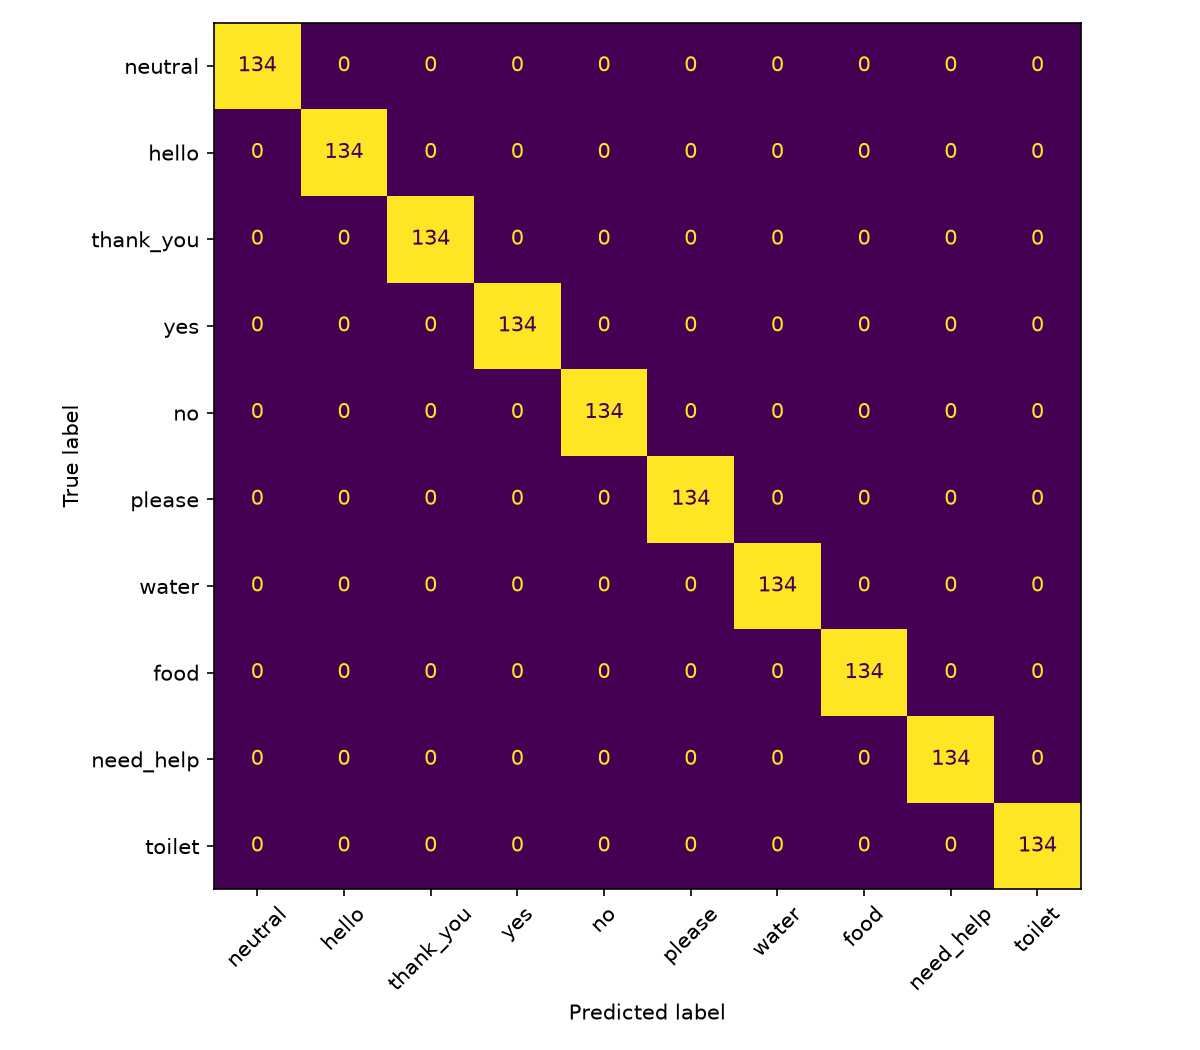 neutral 134 0 0 0 0 0 0 0 0 0
hello 0 134 0 0 0 0 0 0 0 0
thank_you 0 0 134 0 0 0 0 0 0 0
yes 0 0 0 134 0 0 0 0 0 0
no 0 0 0 0 134 0 0 0 0 0
please 0 0 0 0 0 134 0 0 0 0
water 0 0 0 0 0 0 134 0 0 0
food 0 0 0 0 0 0 0 134 0 0
need_help 0 0 0 0 0 0 0 0 134 0
toilet 0 0 0 0 0 0 0 0 0 134
True label
neutral hello thank_you yes no please water food need_help toilet
Predicted label